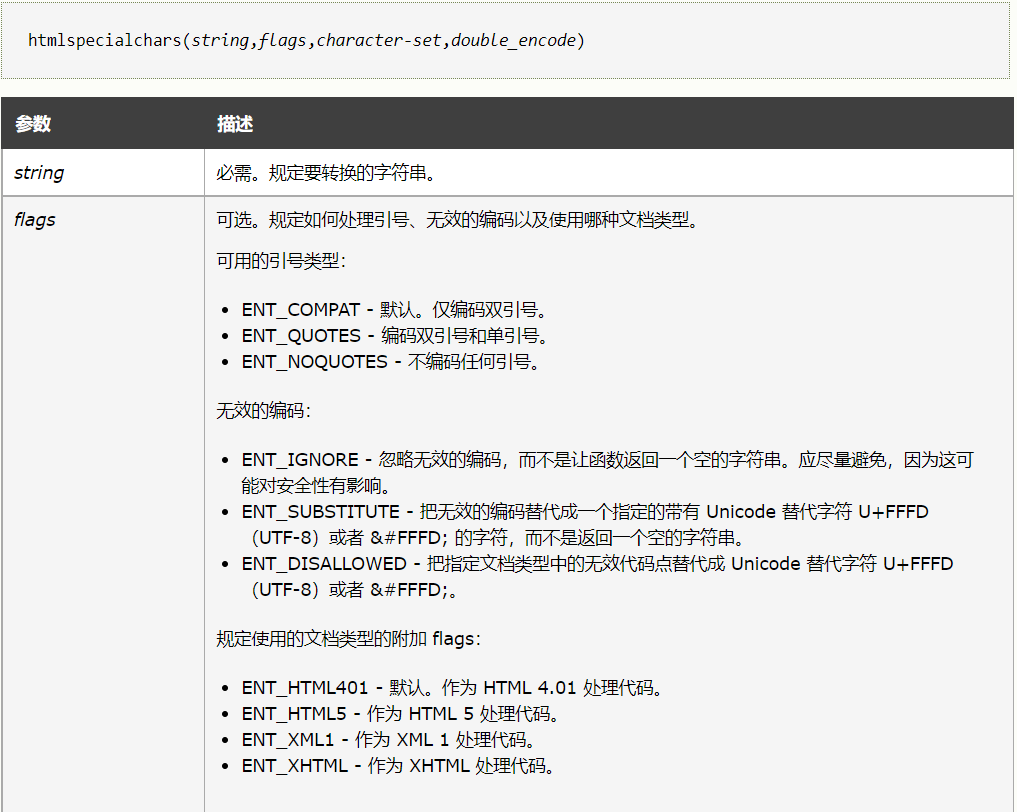 htmlspecialchars(string,flags,character-set,double_encode)
参数 描述
string 必需。规定要转换的字符串。
flags 可选。规定如何处理引号、无效的编码以及使用哪种文档类型。
可用的引号类型：
• ENT_COMPAT - 默认。仅编码双引号。
• ENT_QUOTES - 编码双引号和单引号。
• ENT_NOQUOTES - 不编码任何引号。
无效的编码：
• ENT_IGNORE - 忽略无效的编码，而不是让函数返回一个空的字符串。应尽量避免，因为这可
能对安全性有影响。
• ENT_SUBSTITUTE - 把无效的编码替代成一个指定的带有 Unicode 替代字符 U+FFFD
（UTF-8）或者 &#FFFD; 的字符，而不是返回一个空的字符串。
• ENT_DISALLOWED - 把指定文档类型中的无效代码点替代成 Unicode 替代字符 U+FFFD
（UTF-8）或者 &#FFFD;。
规定使用的文档类型的附加 flags：
• ENT_HTML401 - 默认。作为 HTML 4.01 处理代码。
• ENT_HTML5 - 作为 HTML 5 处理代码。
• ENT_XML1 - 作为 XML 1 处理代码。
• ENT_XHTML - 作为 XHTML 处理代码。